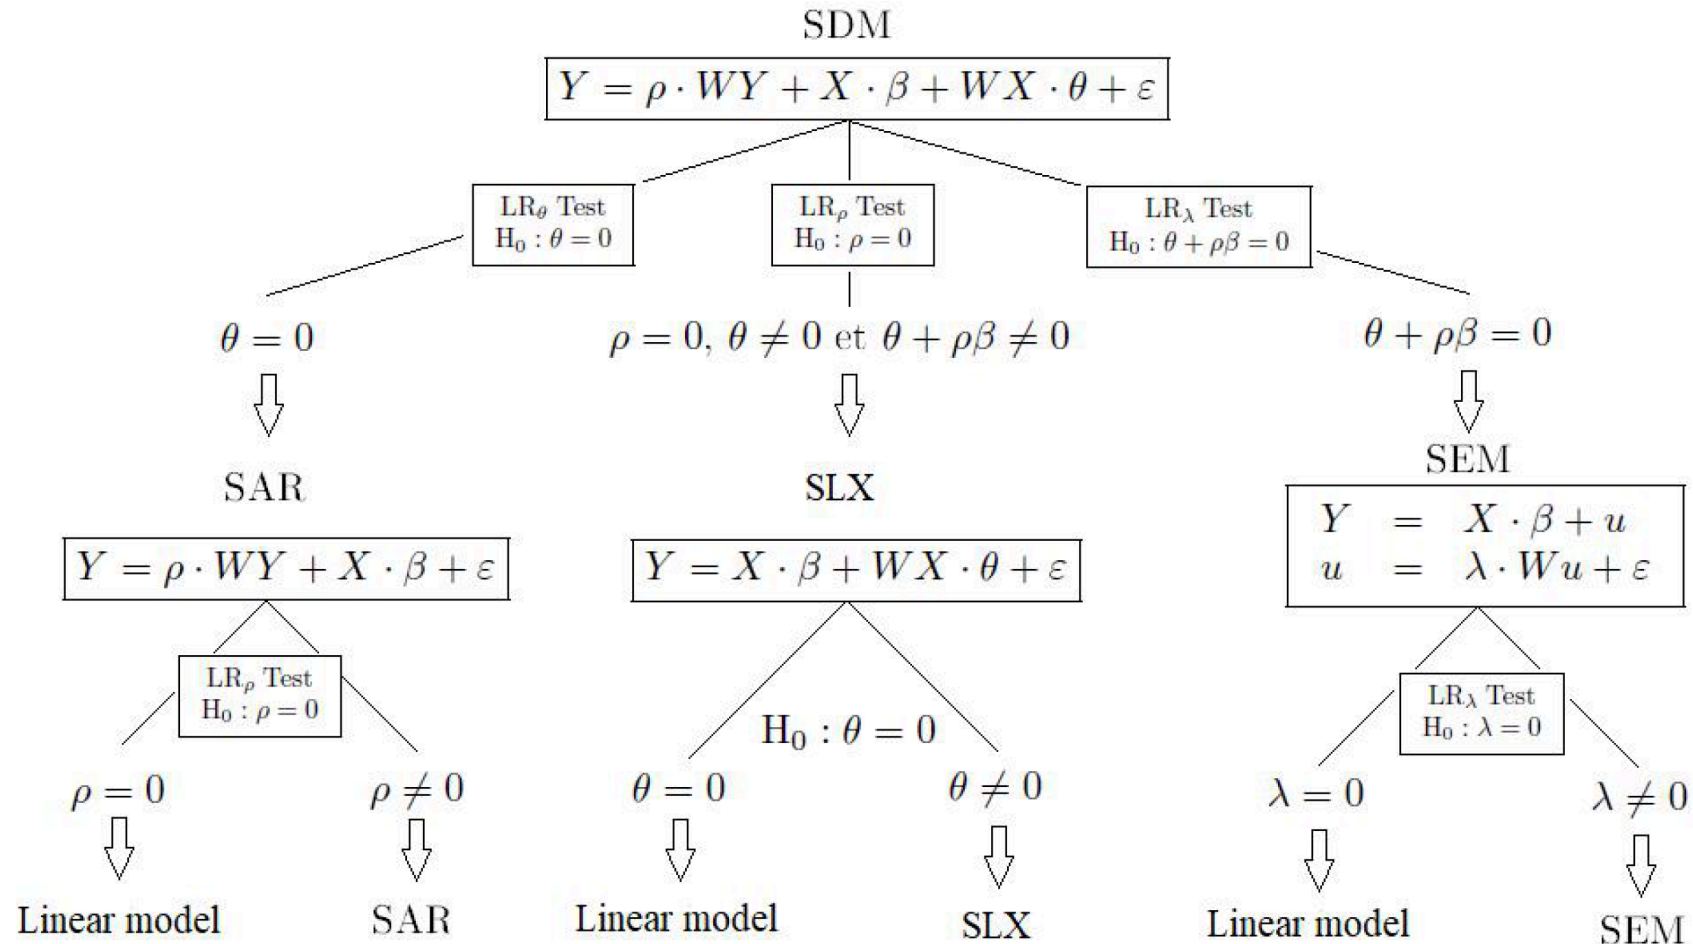 SDM
Y = ρ · WY + X · β + WX · θ + ε
LRθ Test
H₀ : θ = 0
LRρ Test
H₀ : ρ = 0
LRλ Test
H₀ : θ + ρβ = 0
θ = 0
ρ = 0, θ ≠ 0 et θ + ρβ ≠ 0
θ + ρβ = 0
SAR
Y = ρ · WY + X · β + ε
SLX
Y = X · β + WX · θ + ε
SEM
Y = X · β + u
u = λ · Wu + ε
LRρ Test
H₀ : ρ = 0
H₀ : θ = 0
LRλ Test
H₀ : λ = 0
ρ = 0
ρ ≠ 0
θ = 0
θ ≠ 0
λ = 0
λ ≠ 0
Linear model
SAR
Linear model
SLX
Linear model
SEM